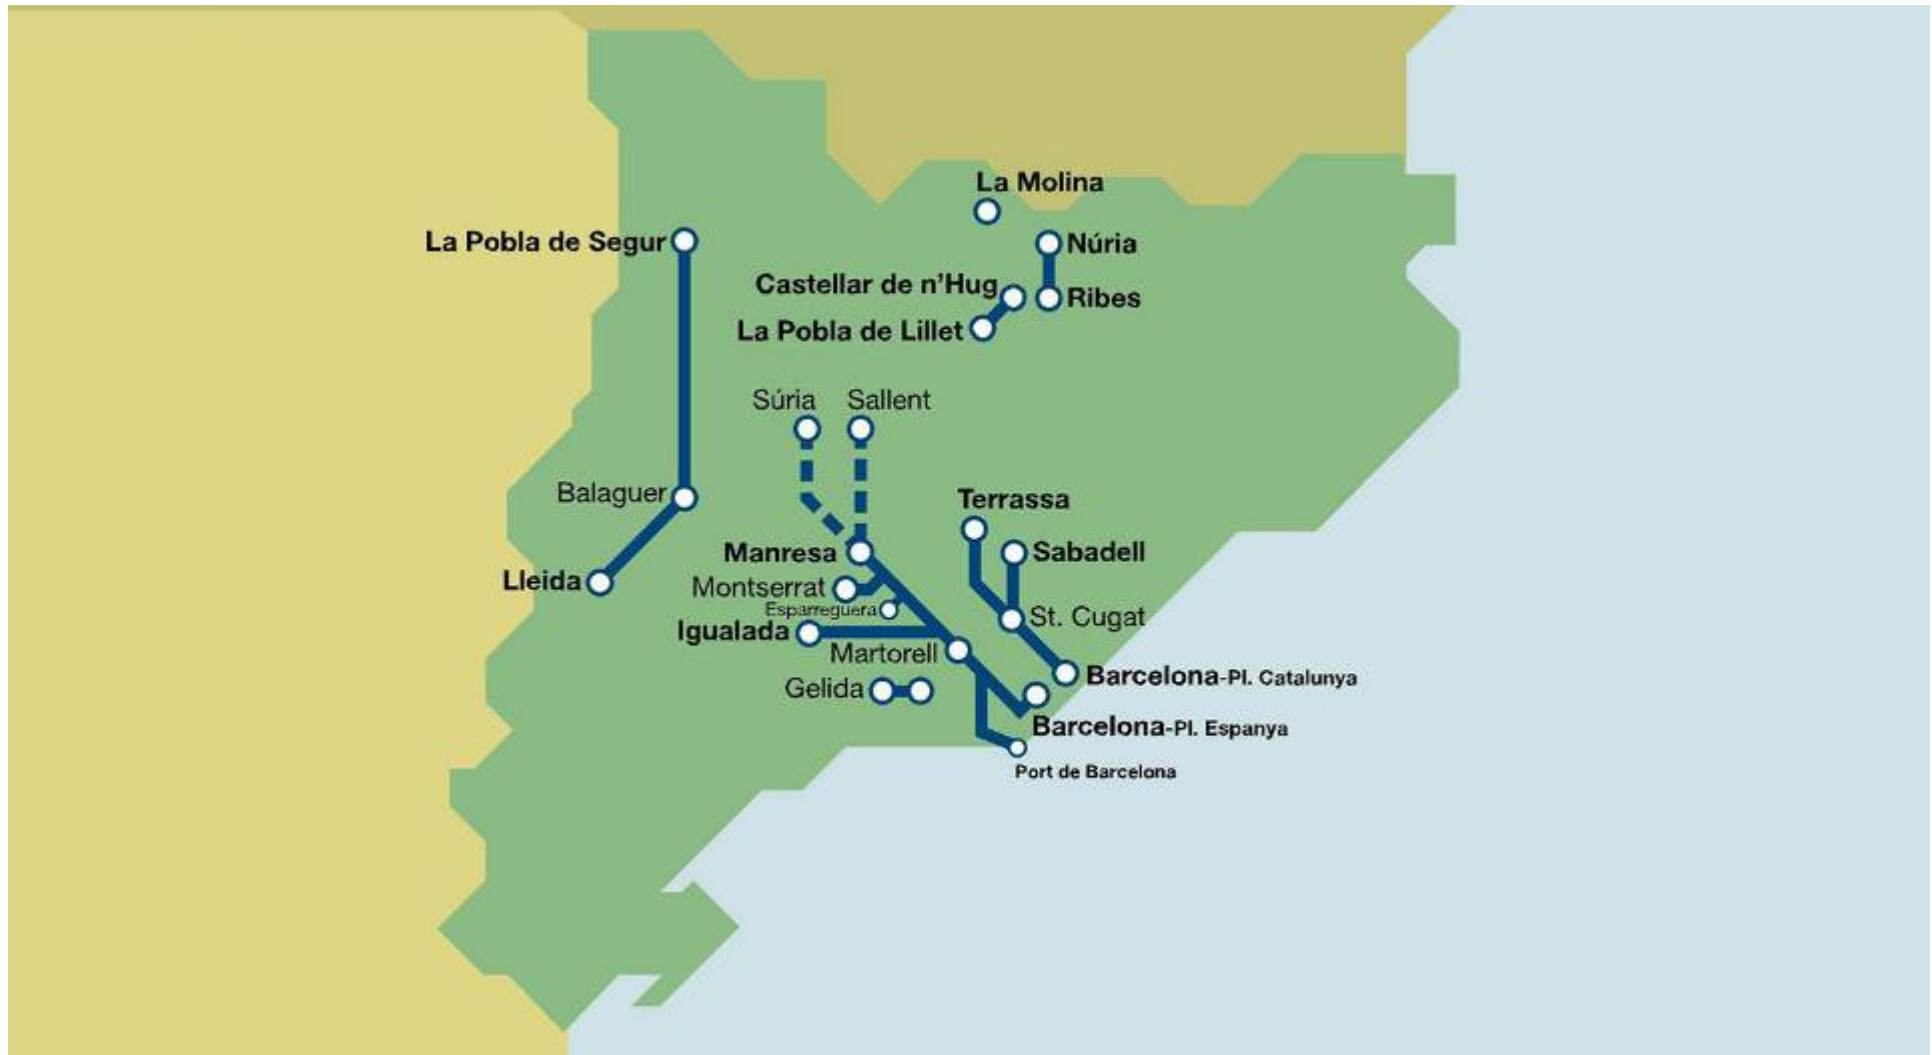 La Molina
La Pobla de Segur
Núria
Castellar de n'Hug
Ribes
La Pobla de Lillet
Súria
Sallent
Balaguer
Terrassa
Manresa
Sabadell
Lleida
Montserrat
Esparreguera
St. Cugat
Igualada
Martorell
Barcelona-Pl. Catalunya
Gelida
Barcelona-Pl. Espanya
Port de Barcelona